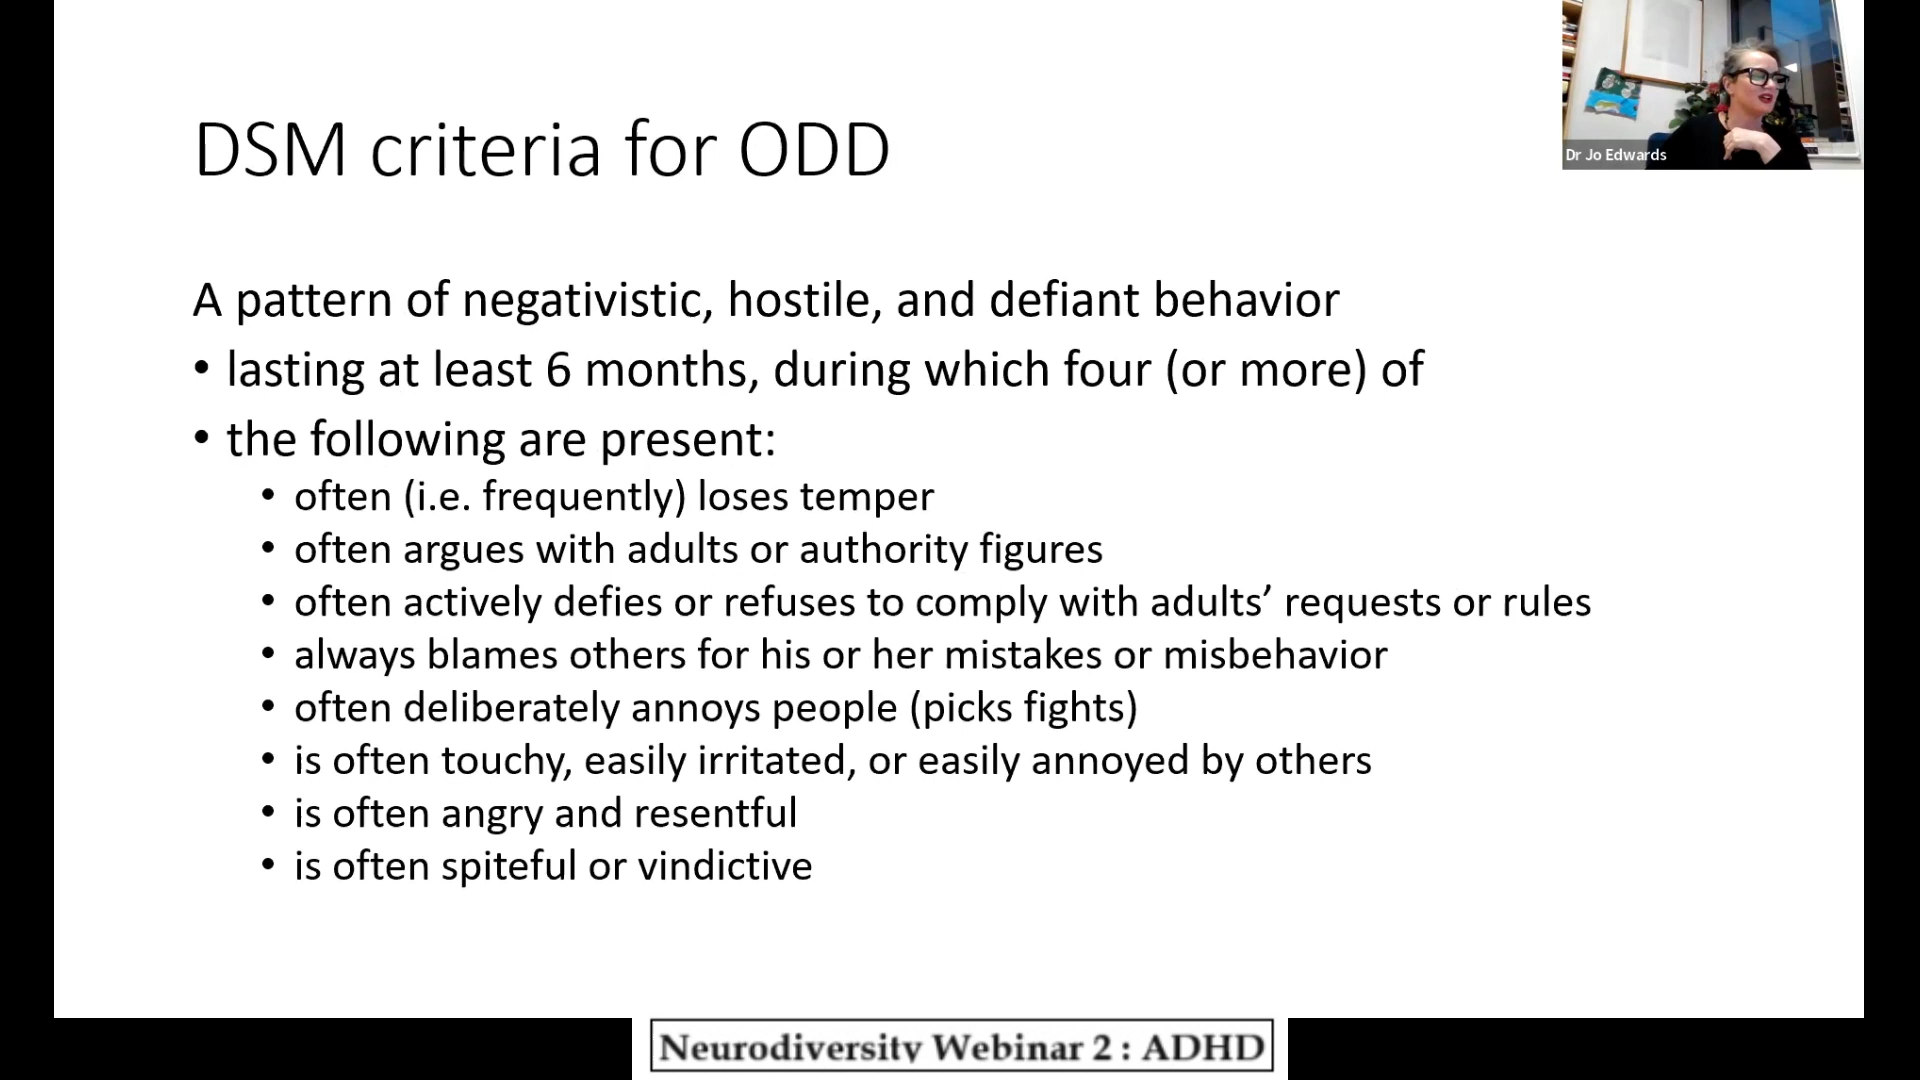 DSM criteria for ODD
Dr Jo Edwards
A pattern of negativistic, hostile, and defiant behavior
• lasting at least 6 months, during which four (or more) of
• the following are present:
• often (i.e. frequently) loses temper
• often argues with adults or authority figures
• often actively defies or refuses to comply with adults’ requests or rules
• always blames others for his or her mistakes or misbehavior
• often deliberately annoys people (picks fights)
• is often touchy, easily irritated, or easily annoyed by others
• is often angry and resentful
• is often spiteful or vindictive
Neurodiversity Webinar 2 : ADHD